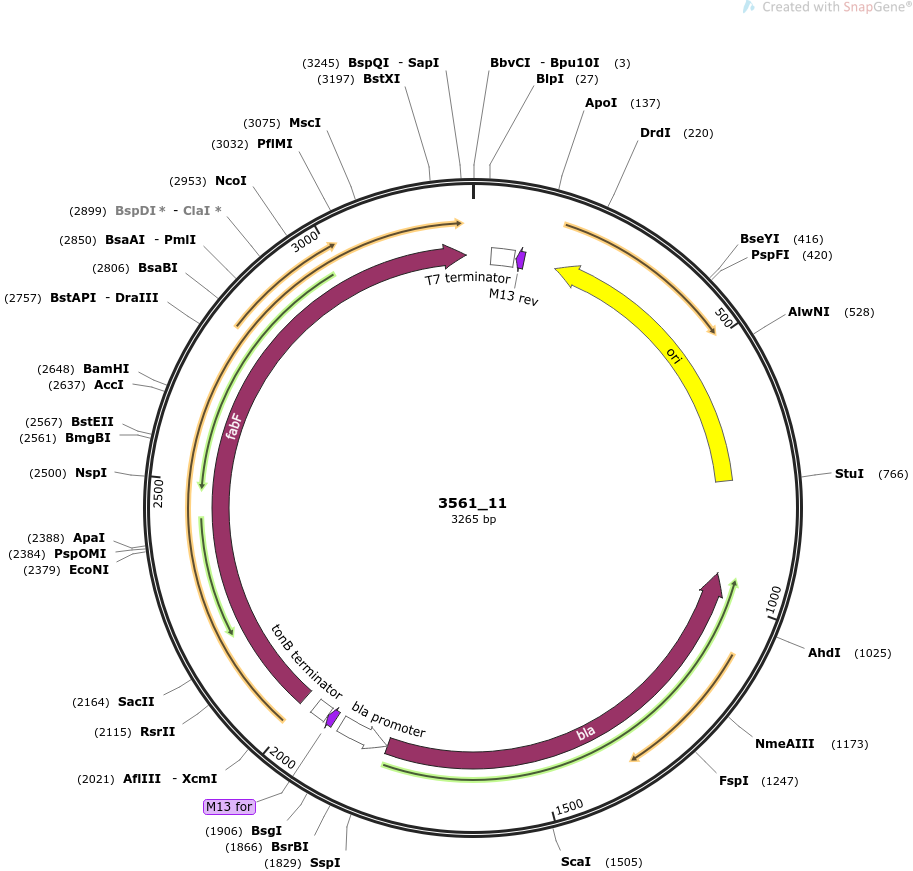 Created with SnapGene®
(3245) BspQI - SapI
(3197) BstXI
BbvCI - Bpu10I (3)
BlpI (27)
ApoI (137)
DrdI (220)
(3075) MscI
(3032) PflMI
(2953) NcoI
(2899) BspDI * - ClaI *
(2850) BsaAI - PmlI
(2806) BsaBI
(2757) BstAPI - DraIII
(2648) BamHI
(2637) AccI
(2567) BstEII
(2561) BmgBI
(2500) NspI
(2388) ApaI
(2384) PspOMI
(2379) EcoNI
(2164) SacII
(2115) RsrII
(2021) AflIII - XcmI
M13 for
(1906) BsgI
(1866) BsrBI
(1829) SspI
BseYI (416)
PspFI (420)
AlwNI (528)
StuI (766)
AhdI (1025)
NmeAIII (1173)
FspI (1247)
ScaI (1505)
500
1000
1500
2000
2500
3000
T7 terminator
M13 rev
ori
fabF
tonB terminator
bla promoter
bla
3561_11
3265 bp